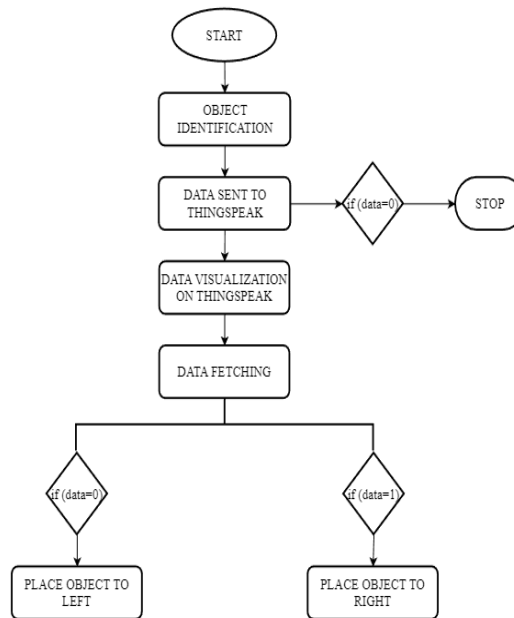 START
OBJECT
IDENTIFICATION
DATA SENT TO
THINGSPEAK
if (data=0)
STOP
DATA VISUALIZATION
ON THINGSPEAK
DATA FETCHING
if (data=0)
if (data=1)
PLACE OBJECT TO
LEFT
PLACE OBJECT TO
RIGHT